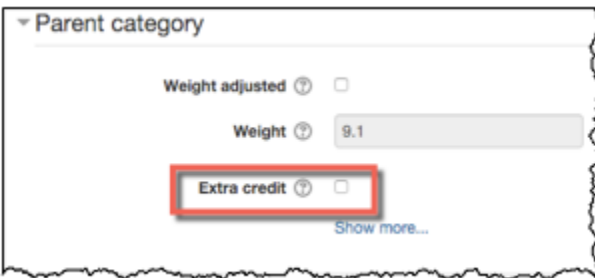 Parent category
Weight adjusted
Weight 9.1
Extra credit
Show more...